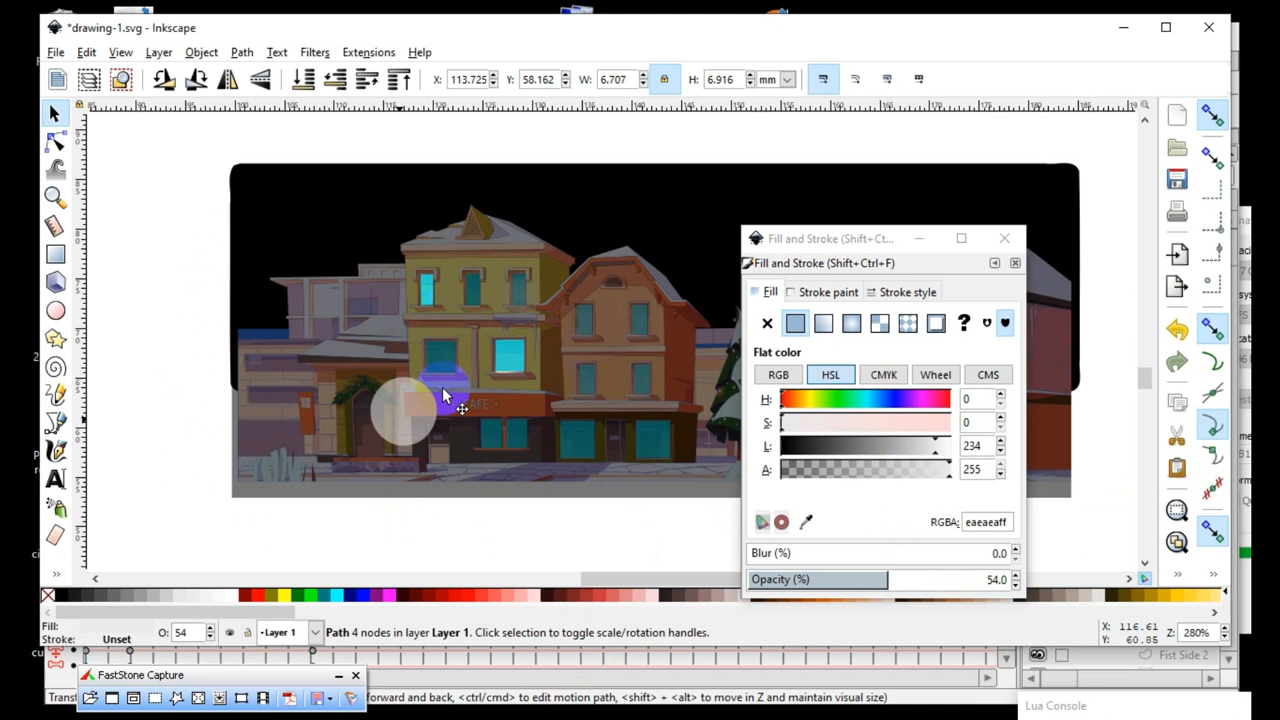 *drawing-1.svg - Inkscape
File Edit View Layer Object Path Text Filters Extensions Help
X: 113.725 Y: 58.162 W: 6.707 H: 6.916 mm
Fill and Stroke (Shift+Ct...
Fill and Stroke (Shift+Ctrl+F)
Fill Stroke paint Stroke style
Flat color
RGB HSL CMYK Wheel CMS
H: 0
S: 0
L: 234
A: 255
RGBA: eaeaeaff
Blur (%) 0.0
Opacity (%) 54.0
Fill:
Stroke: Unset
O: 54
Layer 1
Path 4 nodes in layer Layer 1. Click selection to toggle scale/rotation handles.
X: 116.61
Y: 60.85
Z: 280%
Fist Side 2
FastStone Capture
Trans
forward and back, <ctrl/cmd> to edit motion path, <shift> + <alt> to move in Z and maintain visual size)
Lua Console